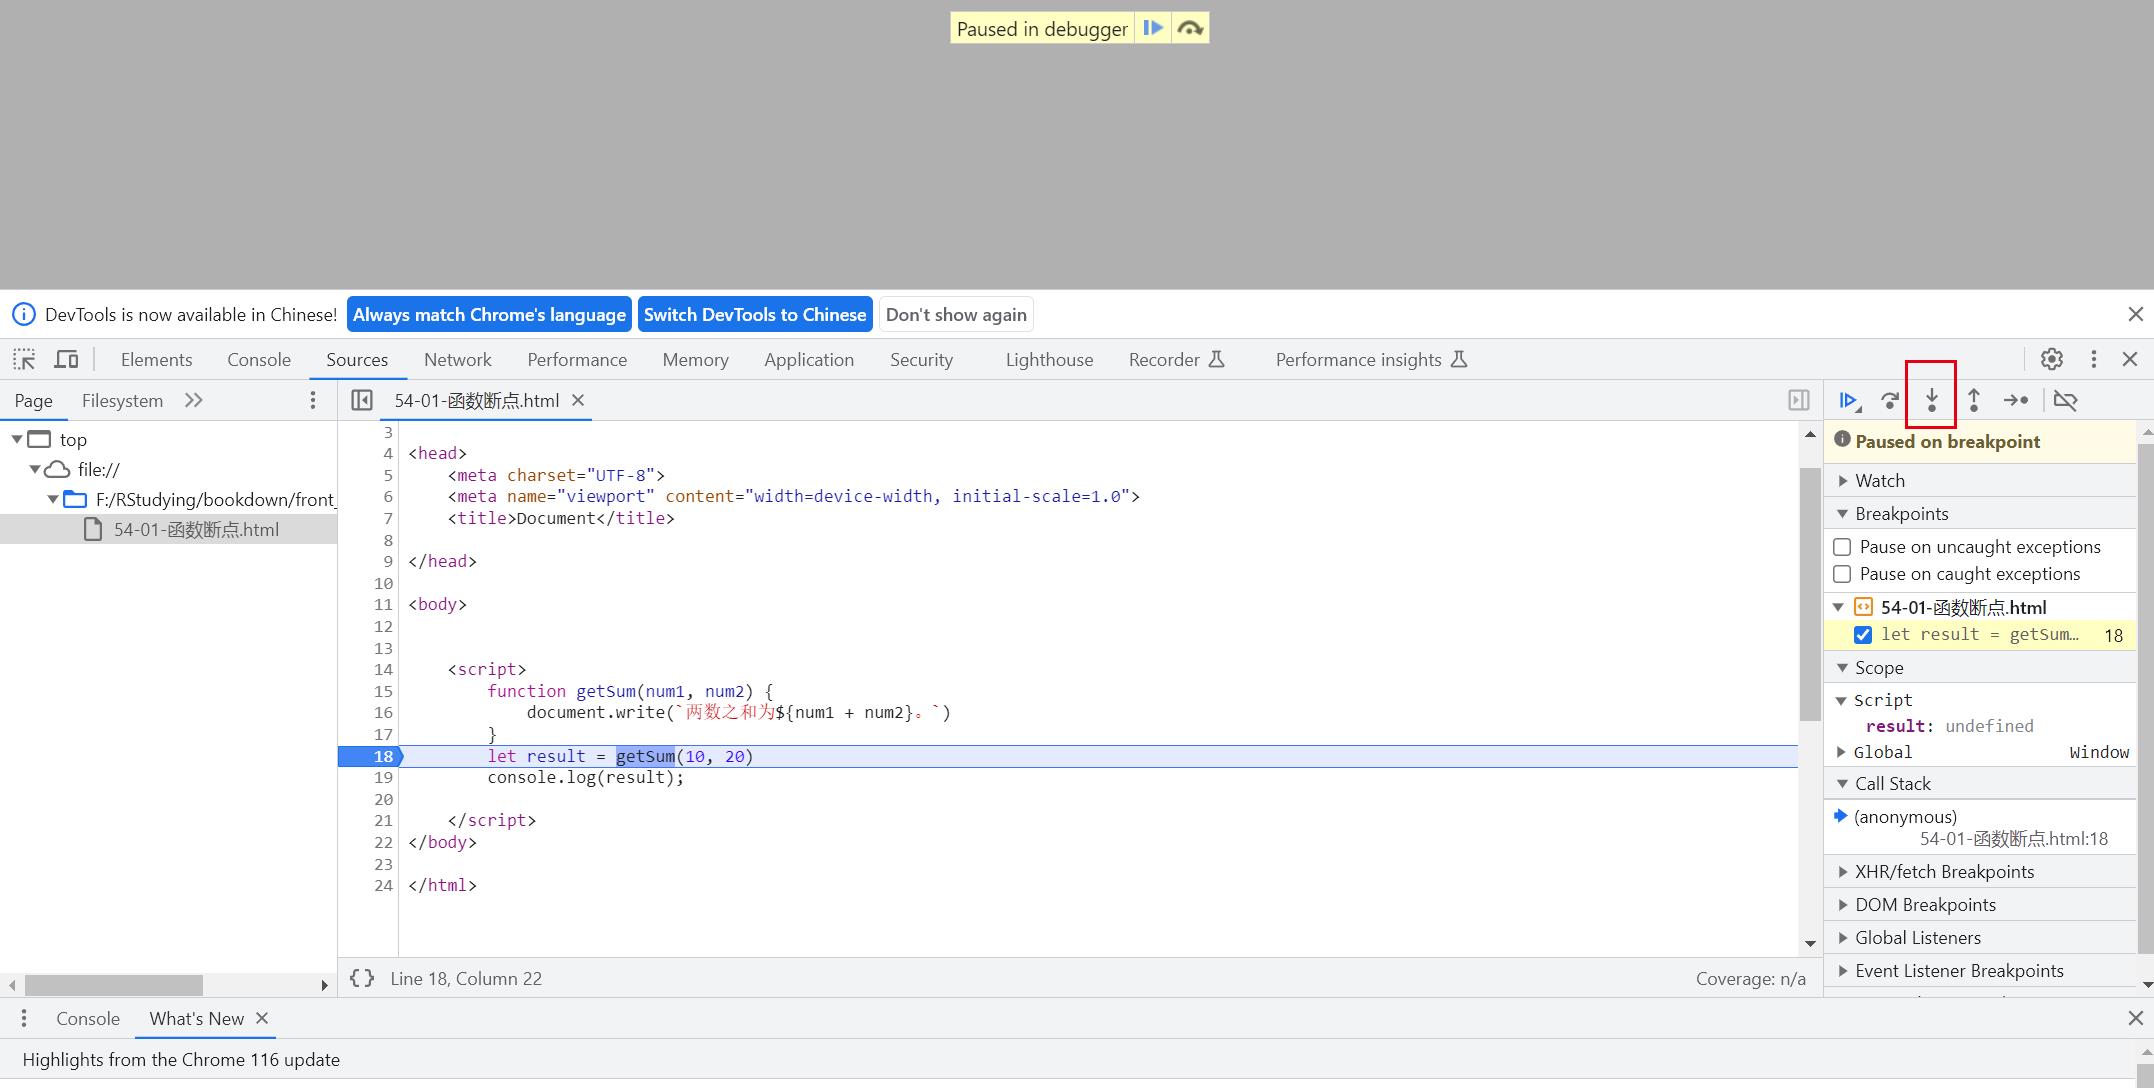 Paused in debugger
DevTools is now available in Chinese! Always match Chrome's language Switch DevTools to Chinese Don't show again
Elements Console Sources Network Performance Memory Application Security Lighthouse Recorder Performance insights
Page Filesystem
54-01-函数断点.html
top
file://
F:/RStudying/bookdown/front_
54-01-函数断点.html
3
4 <head>
5 <meta charset="UTF-8">
6 <meta name="viewport" content="width=device-width, initial-scale=1.0">
7 <title>Document</title>
8
9 </head>
10
11 <body>
12
13
14 <script>
15 function getSum(num1, num2) {
16 document.write(`两数之和为${num1 + num2}。`)
17 }
18 let result = getSum(10, 20)
19 console.log(result);
20
21 </script>
22 </body>
23
24 </html>
{} Line 18, Column 22
Coverage: n/a
Paused on breakpoint
Watch
Breakpoints
Pause on uncaught exceptions
Pause on caught exceptions
54-01-函数断点.html
let result = getSum… 18
Scope
Script
result: undefined
Global Window
Call Stack
(anonymous)
54-01-函数断点.html:18
XHR/fetch Breakpoints
DOM Breakpoints
Global Listeners
Event Listener Breakpoints
Console What's New
Highlights from the Chrome 116 update